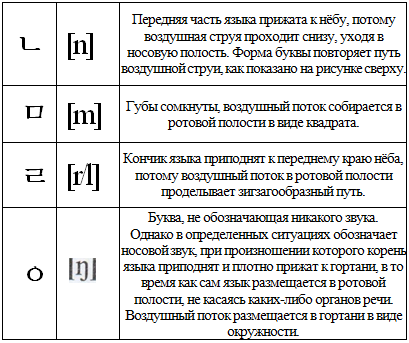 ㄴ [n] Передняя часть языка прижата к нёбу, потому
воздушная струя проходит снизу, уходя в
носовую полость. Форма буквы повторяет путь
воздушной струи, как показано на рисунке сверху.
ㅁ [m] Губы сомкнуты, воздушный поток собирается в
ротовой полости в виде квадрата.
ㄹ [r/l] Кончик языка приподнят к переднему краю нёба,
потому воздушный поток в ротовой полости
проделывает зигзагообразный путь.
ㅇ [ŋ] Буква, не обозначающая никакого звука.
Однако в определенных ситуациях обозначает
носовой звук, при произношении которого корень
языка приподнят и плотно прижат к гортани, в то
время как сам язык размещается в ротовой
полости, не касаясь каких-либо органов речи.
Воздушный поток размещается в гортани в виде
окружности.